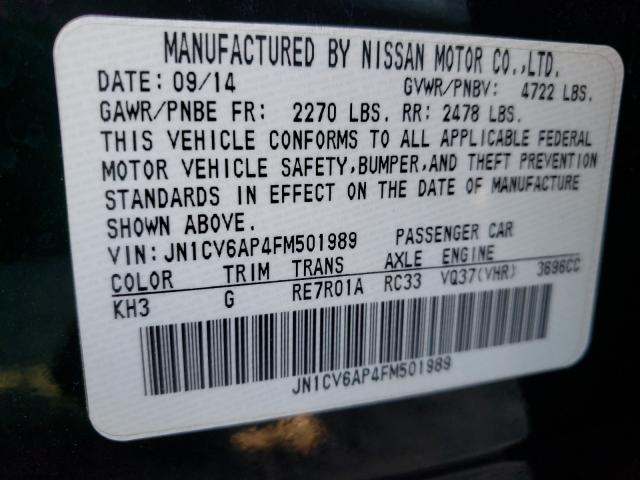 MANUFACTURED BY NISSAN MOTOR CO.,LTD.
DATE: 09/14 GVWR/PNBV: 4722 LBS.
GAWR/PNBE FR: 2270 LBS. RR: 2478 LBS.
THIS VEHICLE CONFORMS TO ALL APPLICABLE FEDERAL
MOTOR VEHICLE SAFETY,BUMPER,AND THEFT PREVENTION
STANDARDS IN EFFECT ON THE DATE OF MANUFACTURE
SHOWN ABOVE.
VIN: JN1CV6AP4FM501989 PASSENGER CAR
COLOR TRIM TRANS AXLE ENGINE
KH3 G RE7R01A RC33 VQ37(VHR) 3696CC
JN1CV6AP4FM501989